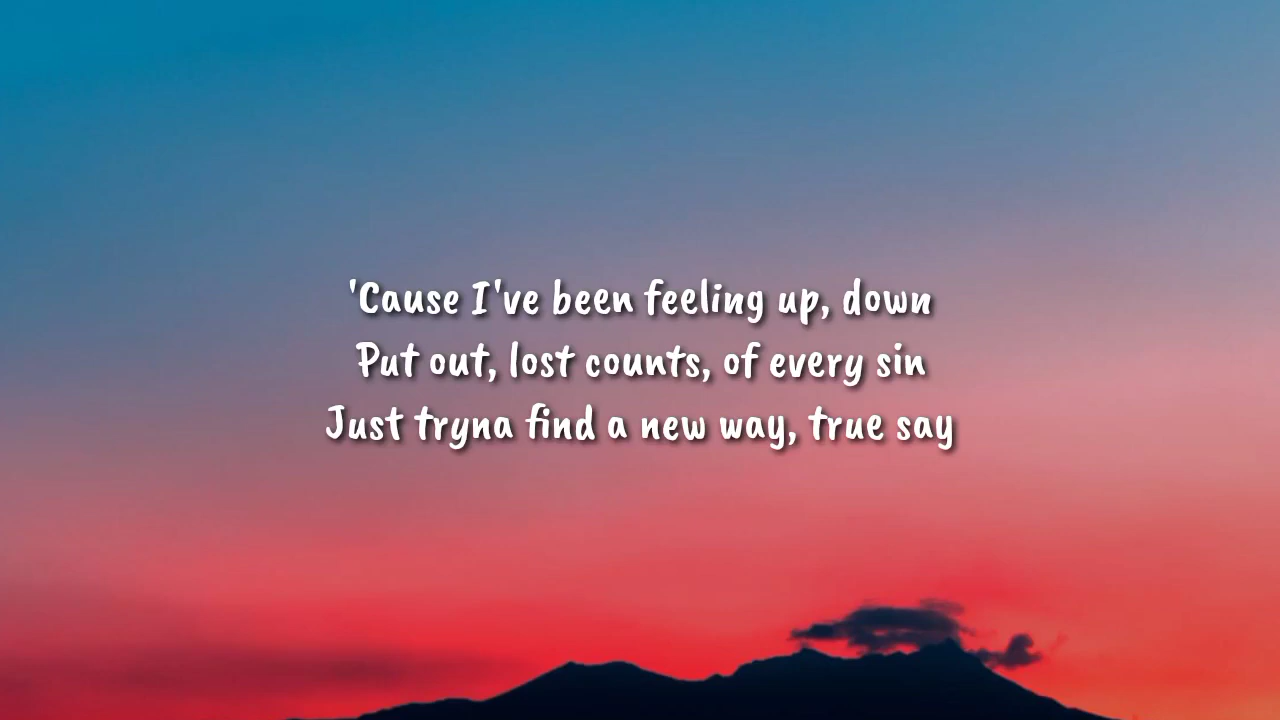 'Cause I've been feeling up, down
Put out, lost counts, of every sin
Just tryna find a new way, true say